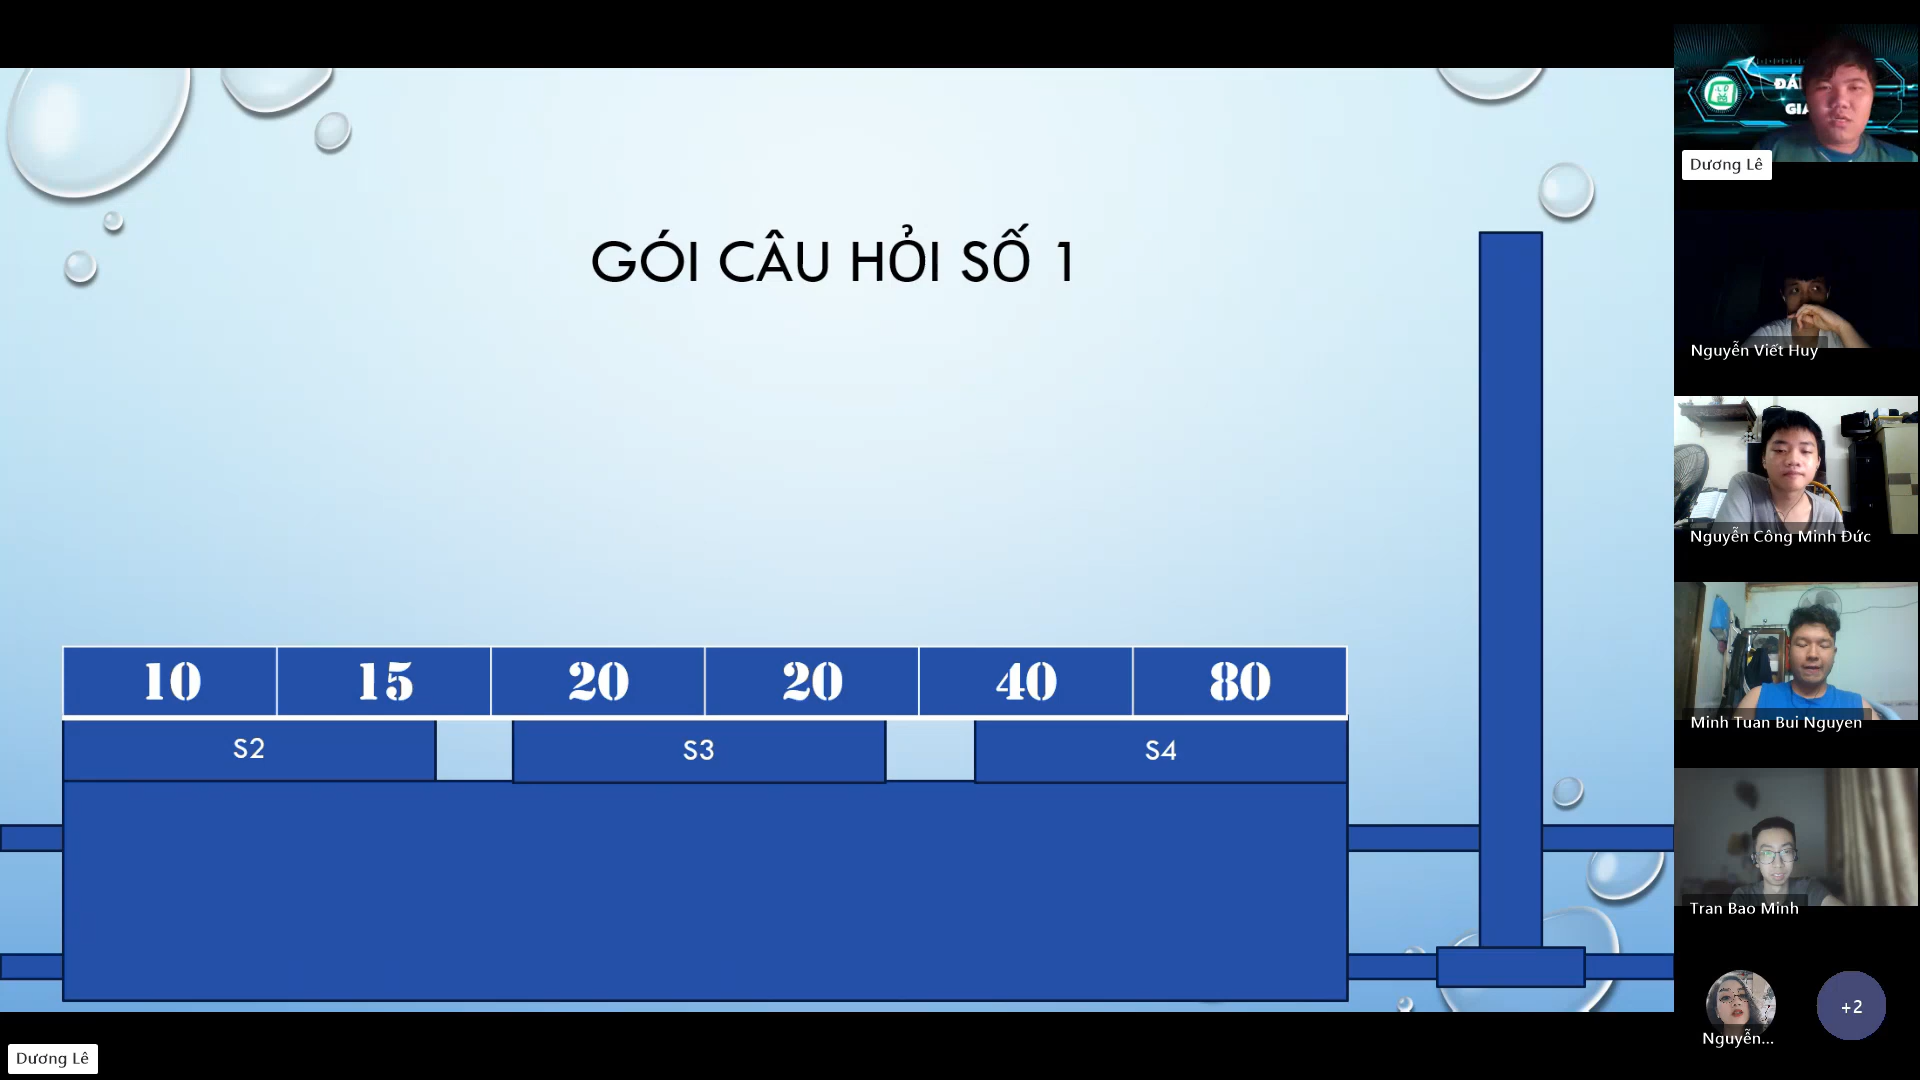 GÓI CÂU HỎI SỐ 1
10 15 20 20 40 80
S2 S3 S4
Dương Lê
Nguyễn Viết Huy
Nguyễn Công Minh Đức
Minh Tuan Bui Nguyen
Tran Bao Minh
Nguyễn...
+2
Dương Lê